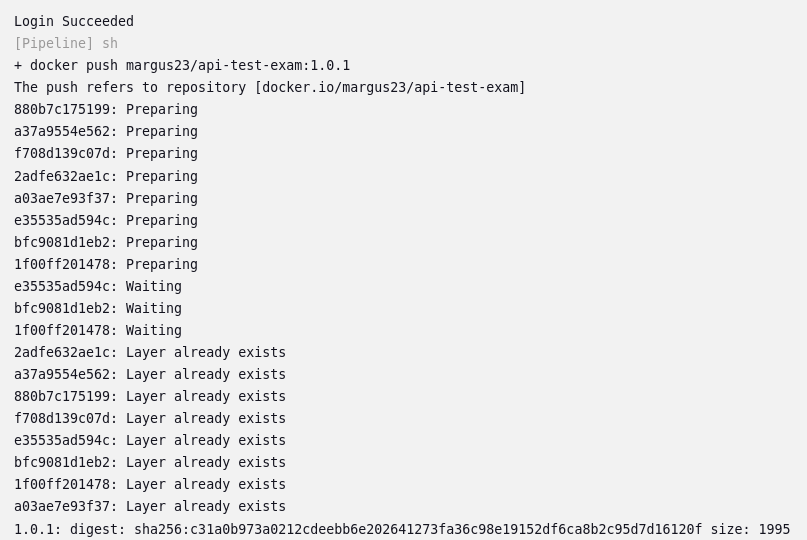 Login Succeeded
[Pipeline] sh
+ docker push margus23/api-test-exam:1.0.1
The push refers to repository [docker.io/margus23/api-test-exam]
880b7c175199: Preparing
a37a9554e562: Preparing
f708d139c07d: Preparing
2adfe632ae1c: Preparing
a03ae7e93f37: Preparing
e35535ad594c: Preparing
bfc9081d1eb2: Preparing
1f00ff201478: Preparing
e35535ad594c: Waiting
bfc9081d1eb2: Waiting
1f00ff201478: Waiting
2adfe632ae1c: Layer already exists
a37a9554e562: Layer already exists
880b7c175199: Layer already exists
f708d139c07d: Layer already exists
e35535ad594c: Layer already exists
bfc9081d1eb2: Layer already exists
1f00ff201478: Layer already exists
a03ae7e93f37: Layer already exists
1.0.1: digest: sha256:c31a0b973a0212cdeebb6e202641273fa36c98e19152df6ca8b2c95d7d16120f size: 1995